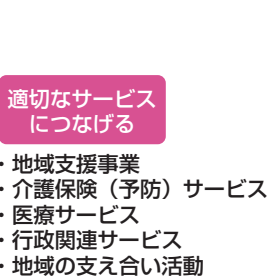 適切なサービス
につなげる
・地域支援事業
・介護保険（予防）サービス
・医療サービス
・行政関連サービス
・地域の支え合い活動